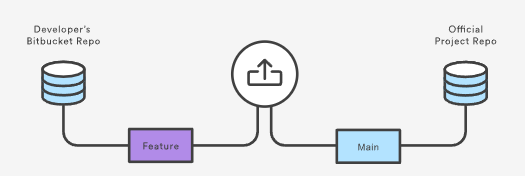 Developer's
Bitbucket Repo
Official
Project Repo
Feature
Main